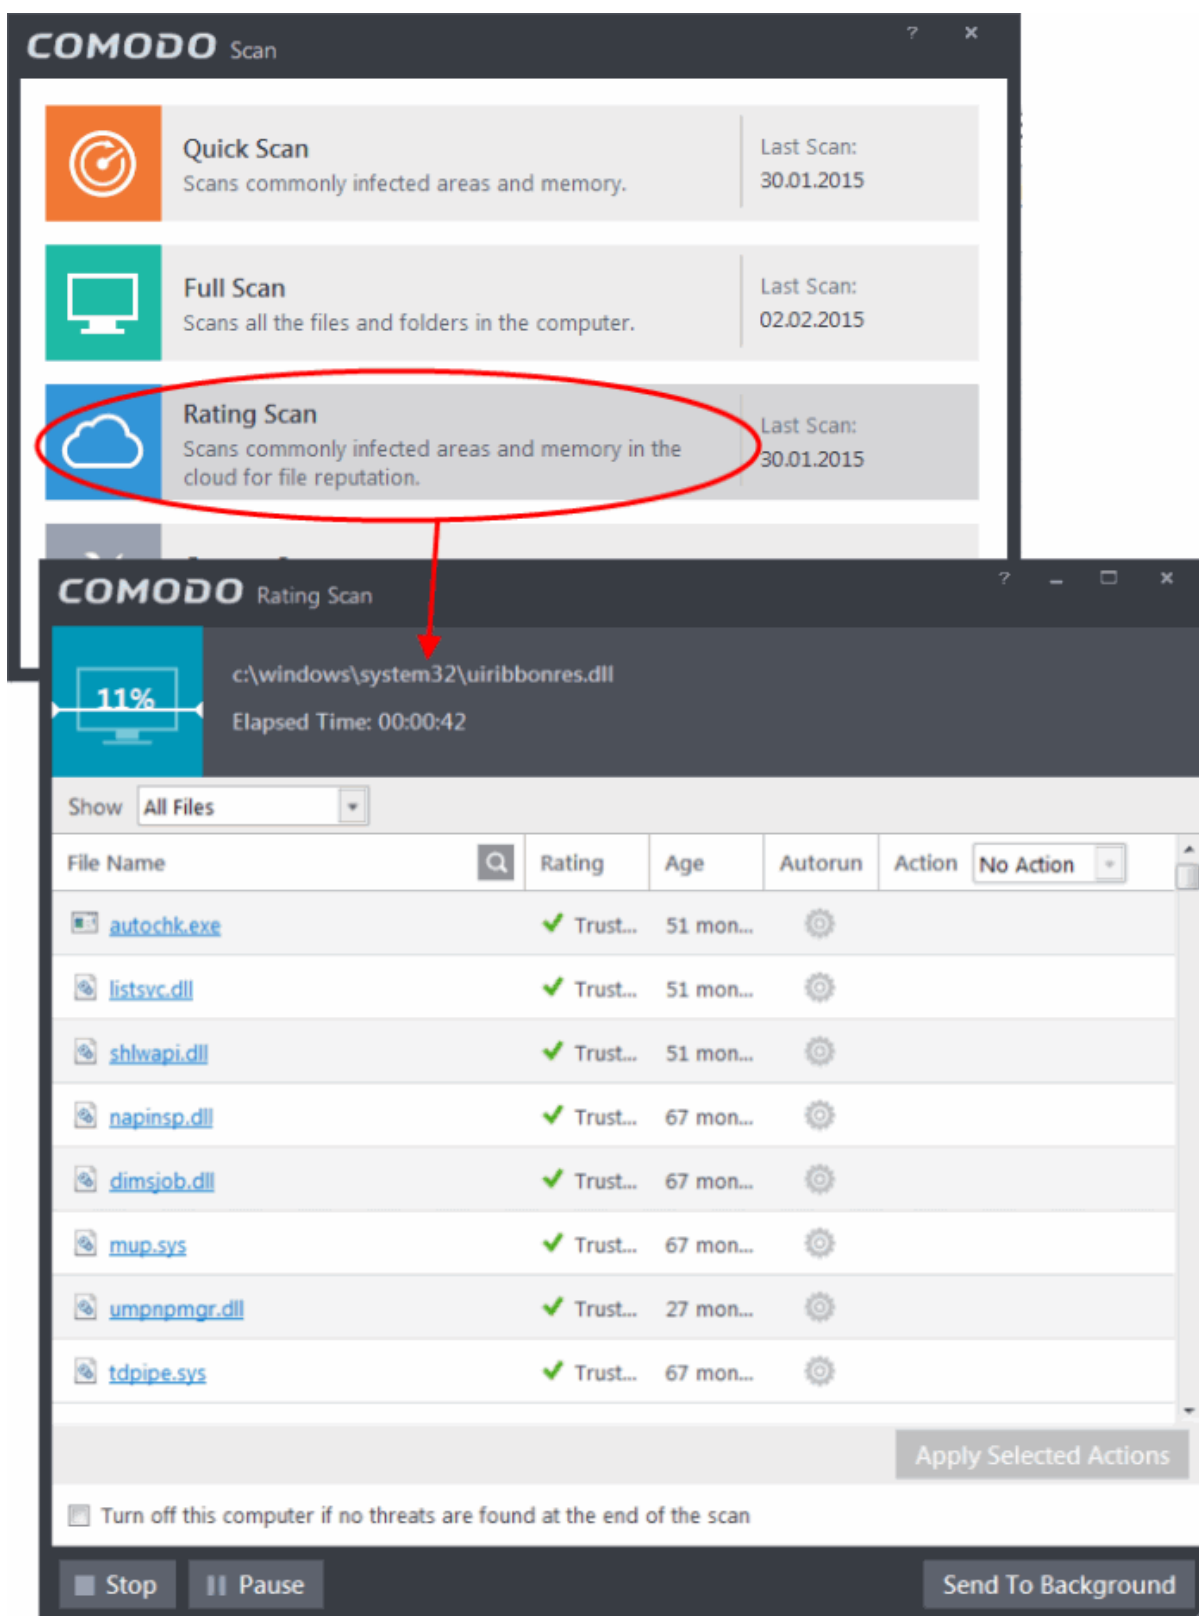 COMODO Scan
? ×
Quick Scan
Scans commonly infected areas and memory.
Last Scan:
30.01.2015
Full Scan
Scans all the files and folders in the computer.
Last Scan:
02.02.2015
Rating Scan
Scans commonly infected areas and memory in the
cloud for file reputation.
Last Scan:
30.01.2015
COMODO Rating Scan
? ×
11%
c:\windows\system32\uiribbonres.dll
Elapsed Time: 00:00:42
Show All Files
File Name Rating Age Autorun Action No Action
autochk.exe Trust... 51 mon...
listsvc.dll Trust... 51 mon...
shlwapi.dll Trust... 51 mon...
napinsp.dll Trust... 67 mon...
dimsjob.dll Trust... 67 mon...
mup.sys Trust... 67 mon...
umpnpmgr.dll Trust... 27 mon...
tdpipe.sys Trust... 67 mon...
Apply Selected Actions
Turn off this computer if no threats are found at the end of the scan
Stop Pause Send To Background